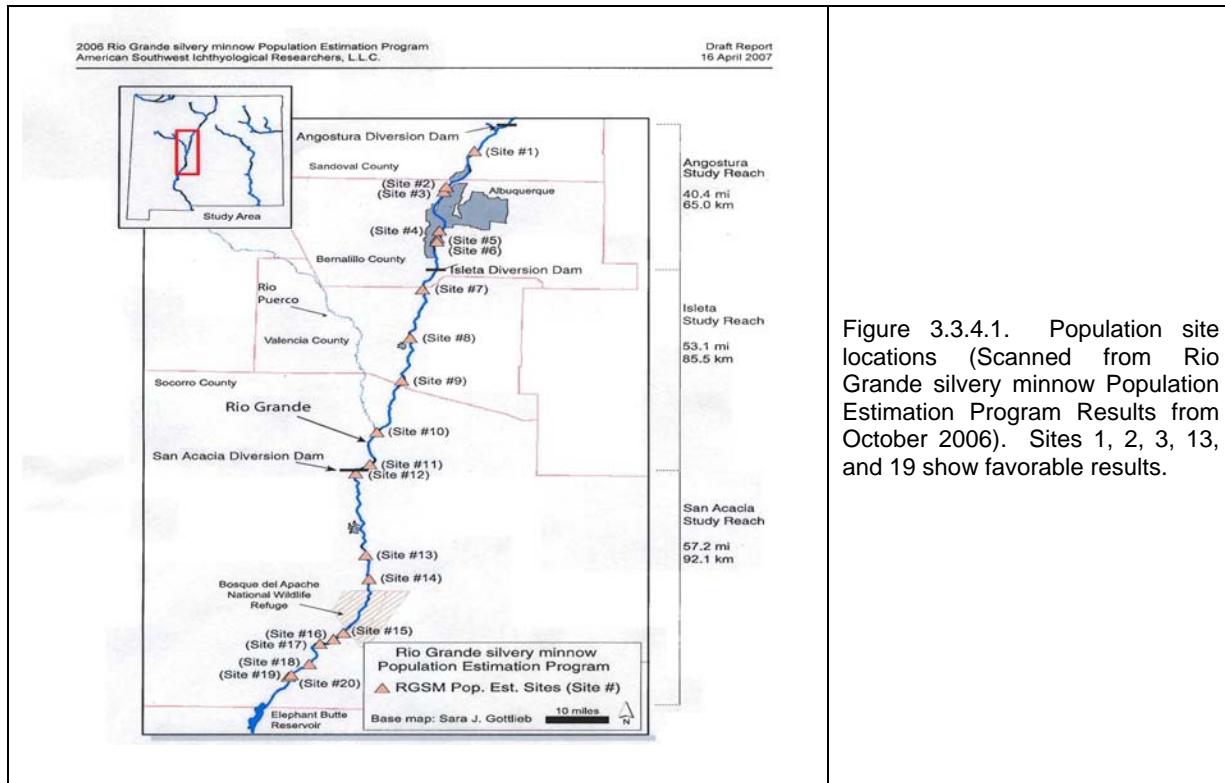 2006 Rio Grande silvery minnow Population Estimation Program
American Southwest Ichthyological Researchers, L.L.C.
Draft Report
16 April 2007
Study Area
Angostura Diversion Dam
(Site #1)
Sandoval County
(Site #2)
(Site #3)
Albuquerque
(Site #4)
(Site #5)
(Site #6)
Bernalillo County
Isleta Diversion Dam
(Site #7)
Rio
Puerco
Valencia County
(Site #8)
(Site #9)
Socorro County
Rio Grande
(Site #10)
San Acacia Diversion Dam
(Site #11)
(Site #12)
(Site #13)
(Site #14)
Bosque del Apache
National Wildlife
Refuge
(Site #15)
(Site #16)
(Site #17)
(Site #18)
(Site #19)
(Site #20)
Elephant Butte
Reservoir
Rio Grande silvery minnow
Population Estimation Program
RGSM Pop. Est. Sites (Site #)
Base map: Sara J. Gottlieb
10 miles
N
Angostura
Study Reach
40.4 mi
65.0 km
Isleta
Study Reach
53.1 mi
85.5 km
San Acacia
Study Reach
57.2 mi
92.1 km
Figure 3.3.4.1. Population site
locations (Scanned from Rio
Grande silvery minnow Population
Estimation Program Results from
October 2006). Sites 1, 2, 3, 13,
and 19 show favorable results.